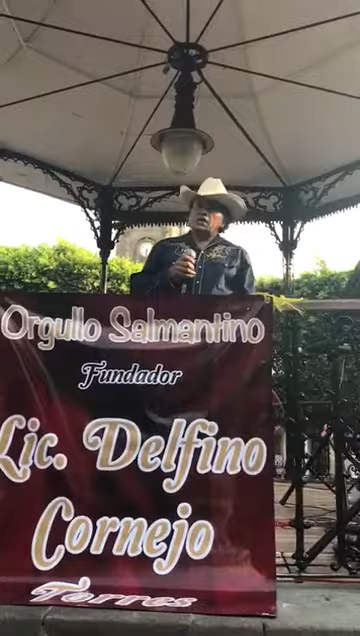 Orgullo Salmantino
Fundador
Lic. Delfino
Cornejo
Torres